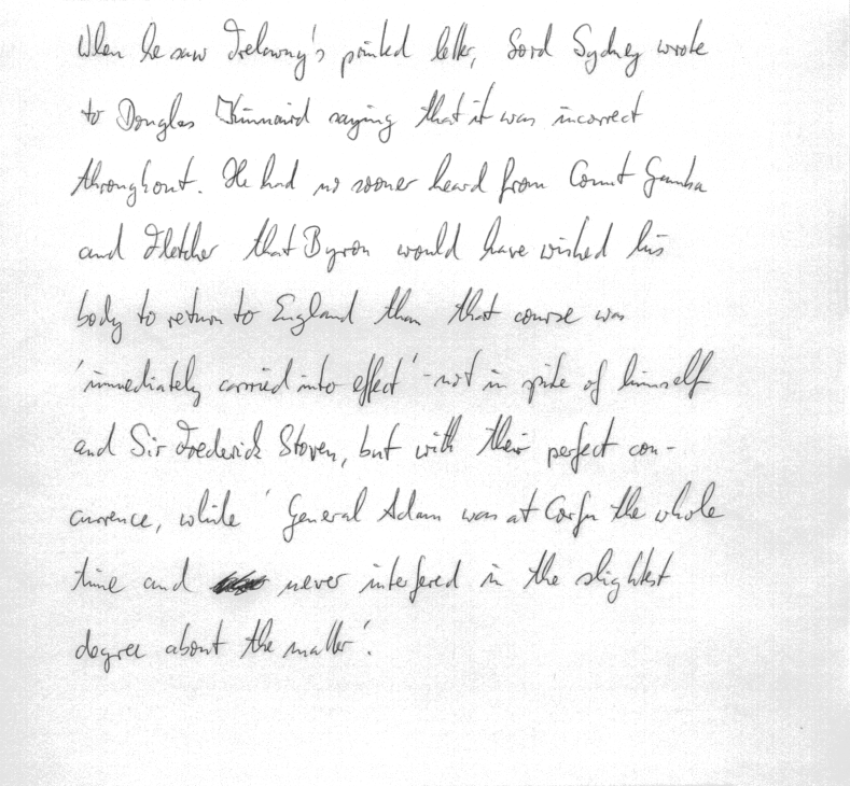 When he saw Trelawny's printed letter, Lord Sydney wrote
to Douglas Kinnaird saying that it was incorrect
throughout. He had no sooner heard from Count Gamba
and Fletcher that Byron would have wished his
body to return to England than that course was
'immediately carried into effect' - not in spite of himself
and Sir Frederick Stoven, but with their perfect con-
currence, while 'General Adam was at Corfu the whole
time and never interfered in the slightest
degree about the matter'.